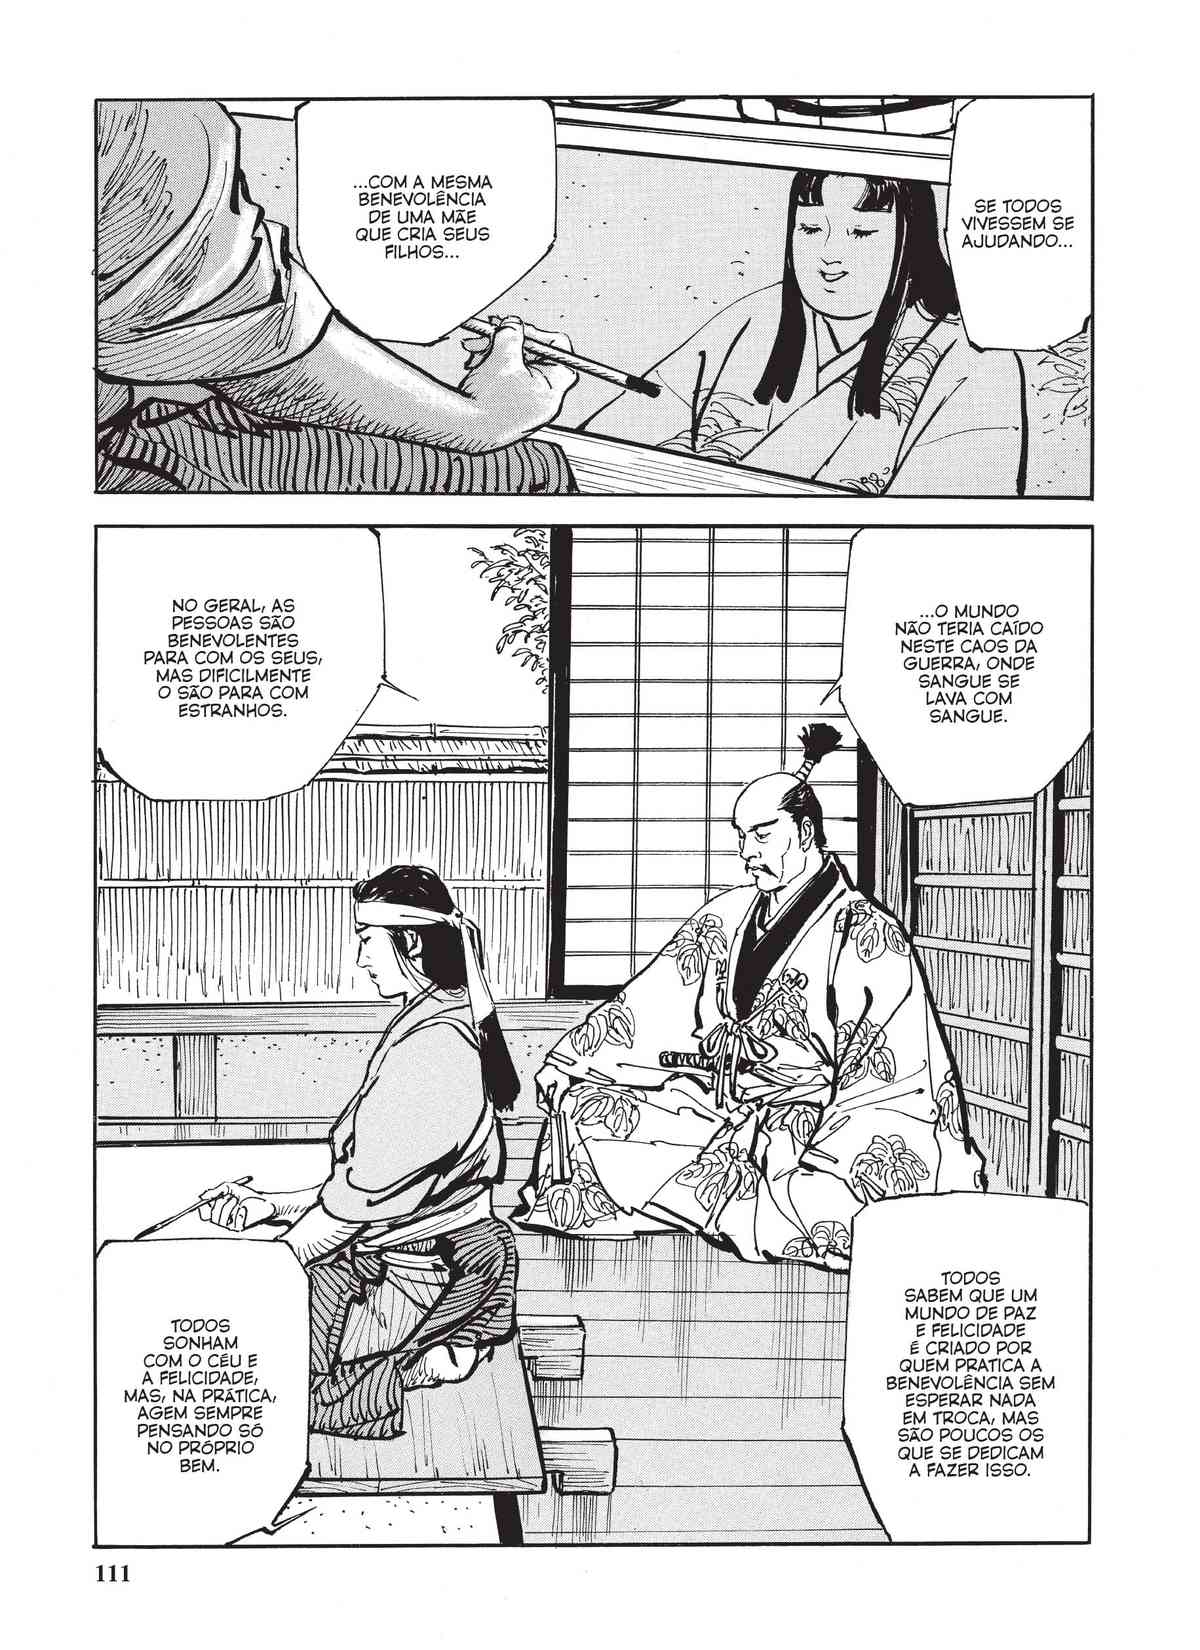 SE TODOS
VIVESSEM SE
AJUDANDO...
...COM A MESMA
BENEVOLÊNCIA
DE UMA MÃE
QUE CRIA SEUS
FILHOS...
...O MUNDO
NÃO TERIA CAÍDO
NESTE CAOS DA
GUERRA, ONDE
SANGUE SE
LAVA COM
SANGUE.
NO GERAL, AS
PESSOAS SÃO
BENEVOLENTES
PARA COM OS SEUS,
MAS DIFICILMENTE
O SÃO PARA COM
ESTRANHOS.
TODOS
SABEM QUE UM
MUNDO DE PAZ
E FELICIDADE
É CRIADO POR
QUEM PRATICA A
BENEVOLÊNCIA SEM
ESPERAR NADA
EM TROCA, MAS
SÃO POUCOS OS
QUE SE DEDICAM
A FAZER ISSO.
TODOS
SONHAM
COM O CÉU E
A FELICIDADE,
MAS, NA PRÁTICA,
AGEM SEMPRE
PENSANDO SÓ
NO PRÓPRIO
BEM.
111